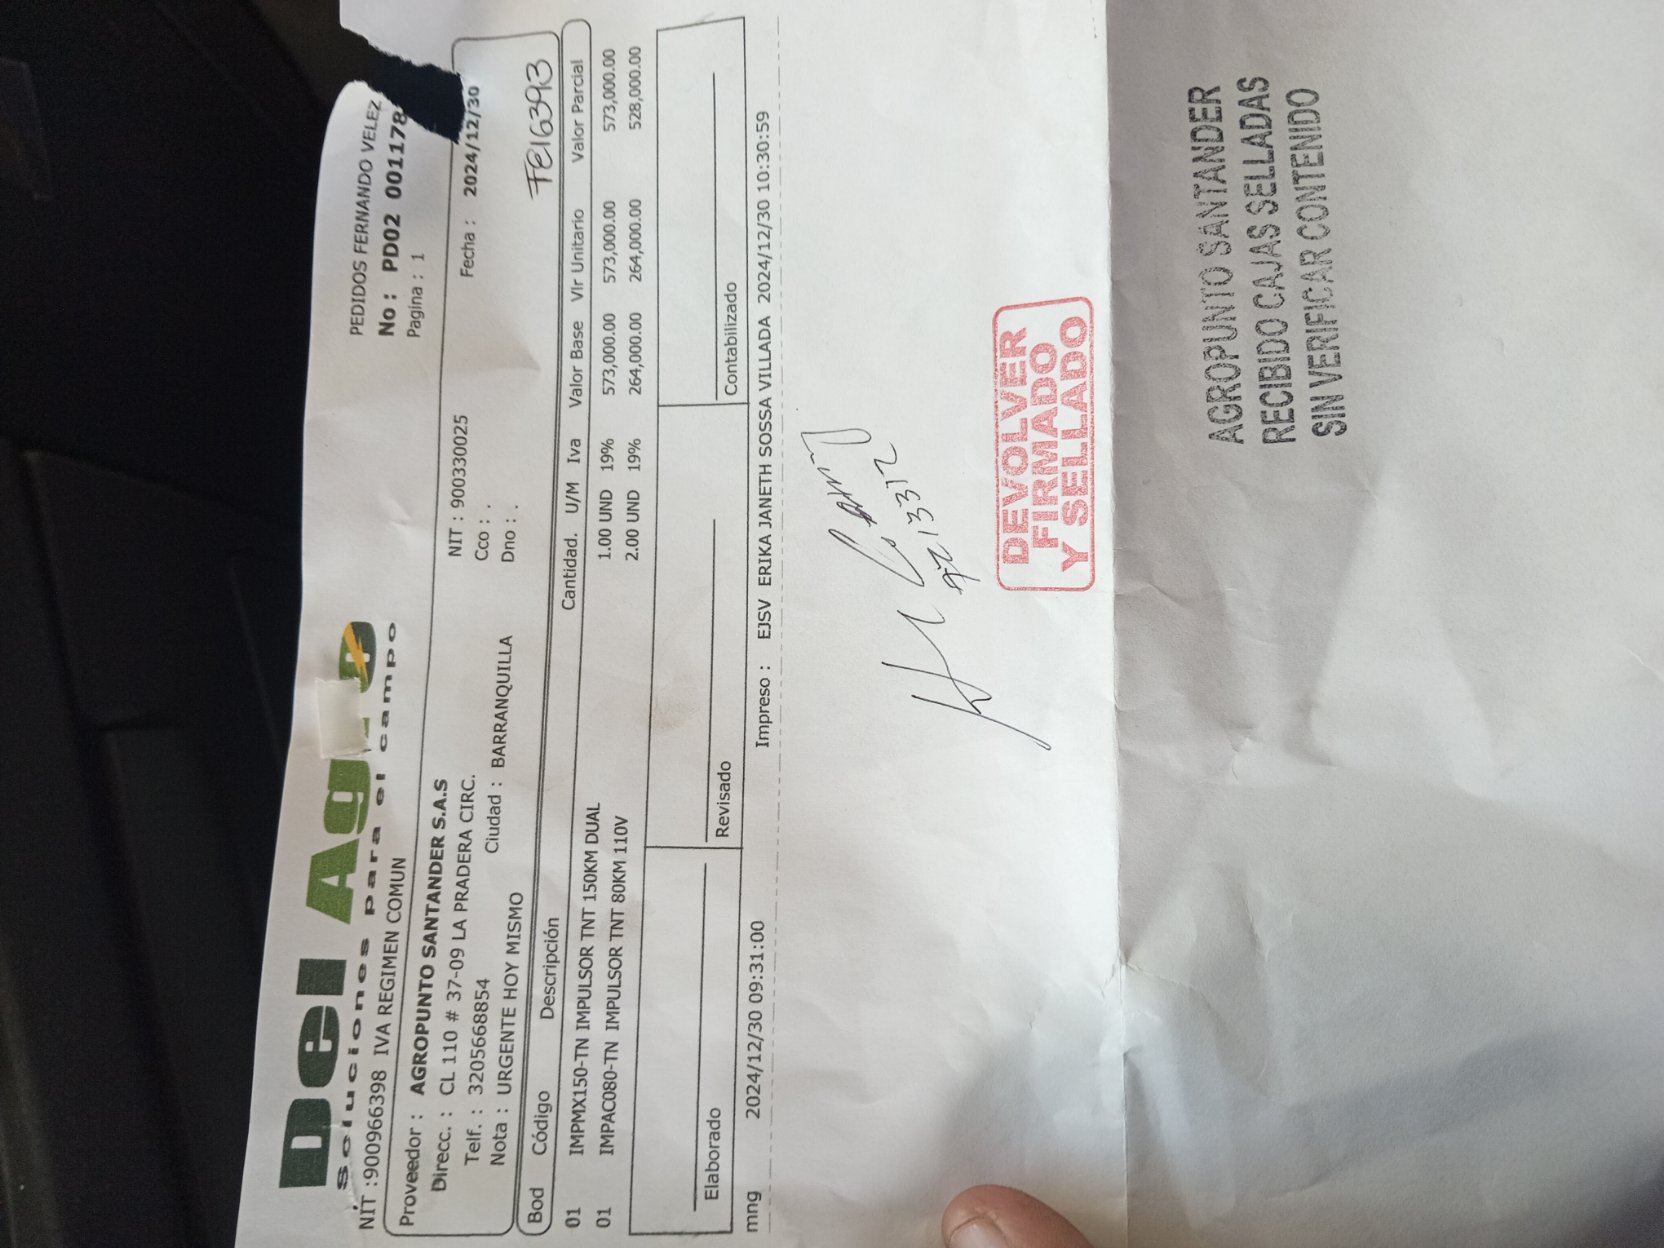 Del Agro
soluciones para el campo
NIT :900966398 IVA REGIMEN COMUN
PEDIDOS FERNANDO VELEZ
No : PD02 001178
Pagina : 1
Proveedor : AGROPUNTO SANTANDER S.A.S NIT : 900330025 Fecha : 2024/12/30
Direcc. : CL 110 # 37-09 LA PRADERA CIRC. Cco : .
Telf. : 3205668854 Ciudad : BARRANQUILLA Dno : .
Nota : URGENTE HOY MISMO
FE16393
Bod Código Descripción Cantidad. U/M Iva Valor Base Vlr Unitario Valor Parcial
01 IMPMX150-TN IMPULSOR TNT 150KM DUAL 1.00 UND 19% 573,000.00 573,000.00 573,000.00
01 IMPAC080-TN IMPULSOR TNT 80KM 110V 2.00 UND 19% 264,000.00 264,000.00 528,000.00
Elaborado Revisado Contabilizado
mng 2024/12/30 09:31:00 Impreso : EJSV ERIKA JANETH SOSSA VILLADA 2024/12/30 10:30:59
DEVOLVER
FIRMADO
Y SELLADO
AGROPUNTO SANTANDER
RECIBIDO CAJAS SELLADAS
SIN VERIFICAR CONTENIDO